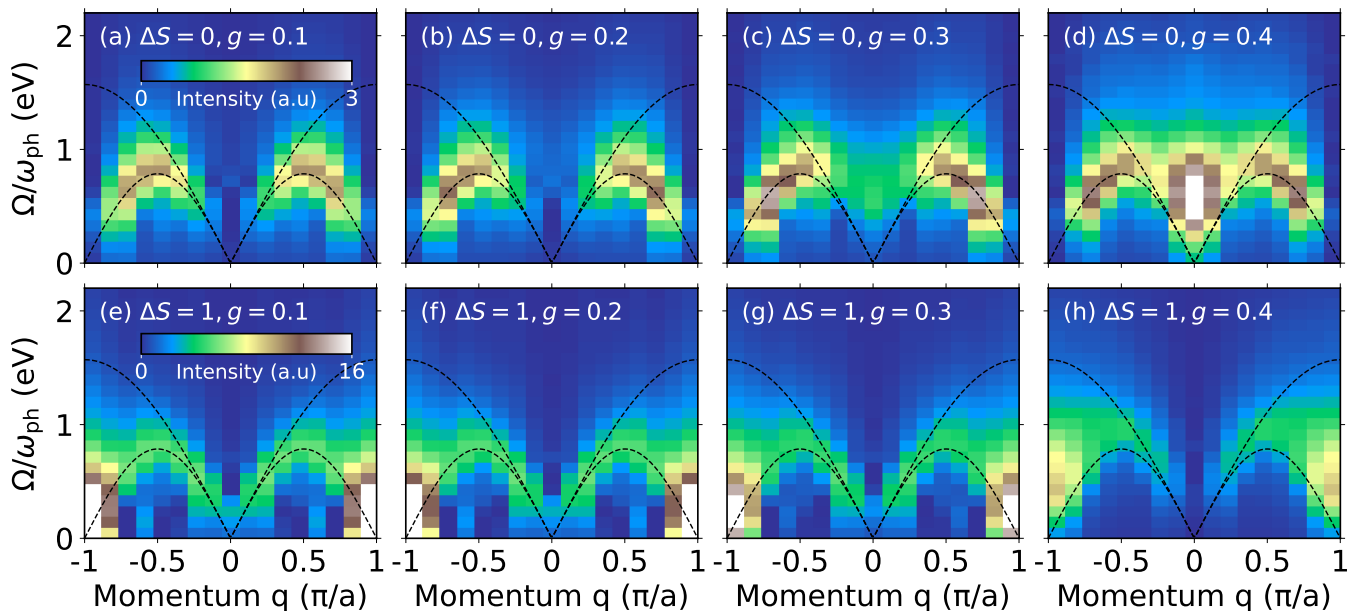 (a) ΔS = 0, g = 0.1
(b) ΔS = 0, g = 0.2
(c) ΔS = 0, g = 0.3
(d) ΔS = 0, g = 0.4
0 Intensity (a.u) 3
Ω/ω_ph (eV)
2
1
0
(e) ΔS = 1, g = 0.1
(f) ΔS = 1, g = 0.2
(g) ΔS = 1, g = 0.3
(h) ΔS = 1, g = 0.4
0 Intensity (a.u) 16
Ω/ω_ph (eV)
2
1
0
-1 -0.5 0 0.5 1
-1 -0.5 0 0.5 1
-1 -0.5 0 0.5 1
-1 -0.5 0 0.5 1
Momentum q (π/a)
Momentum q (π/a)
Momentum q (π/a)
Momentum q (π/a)